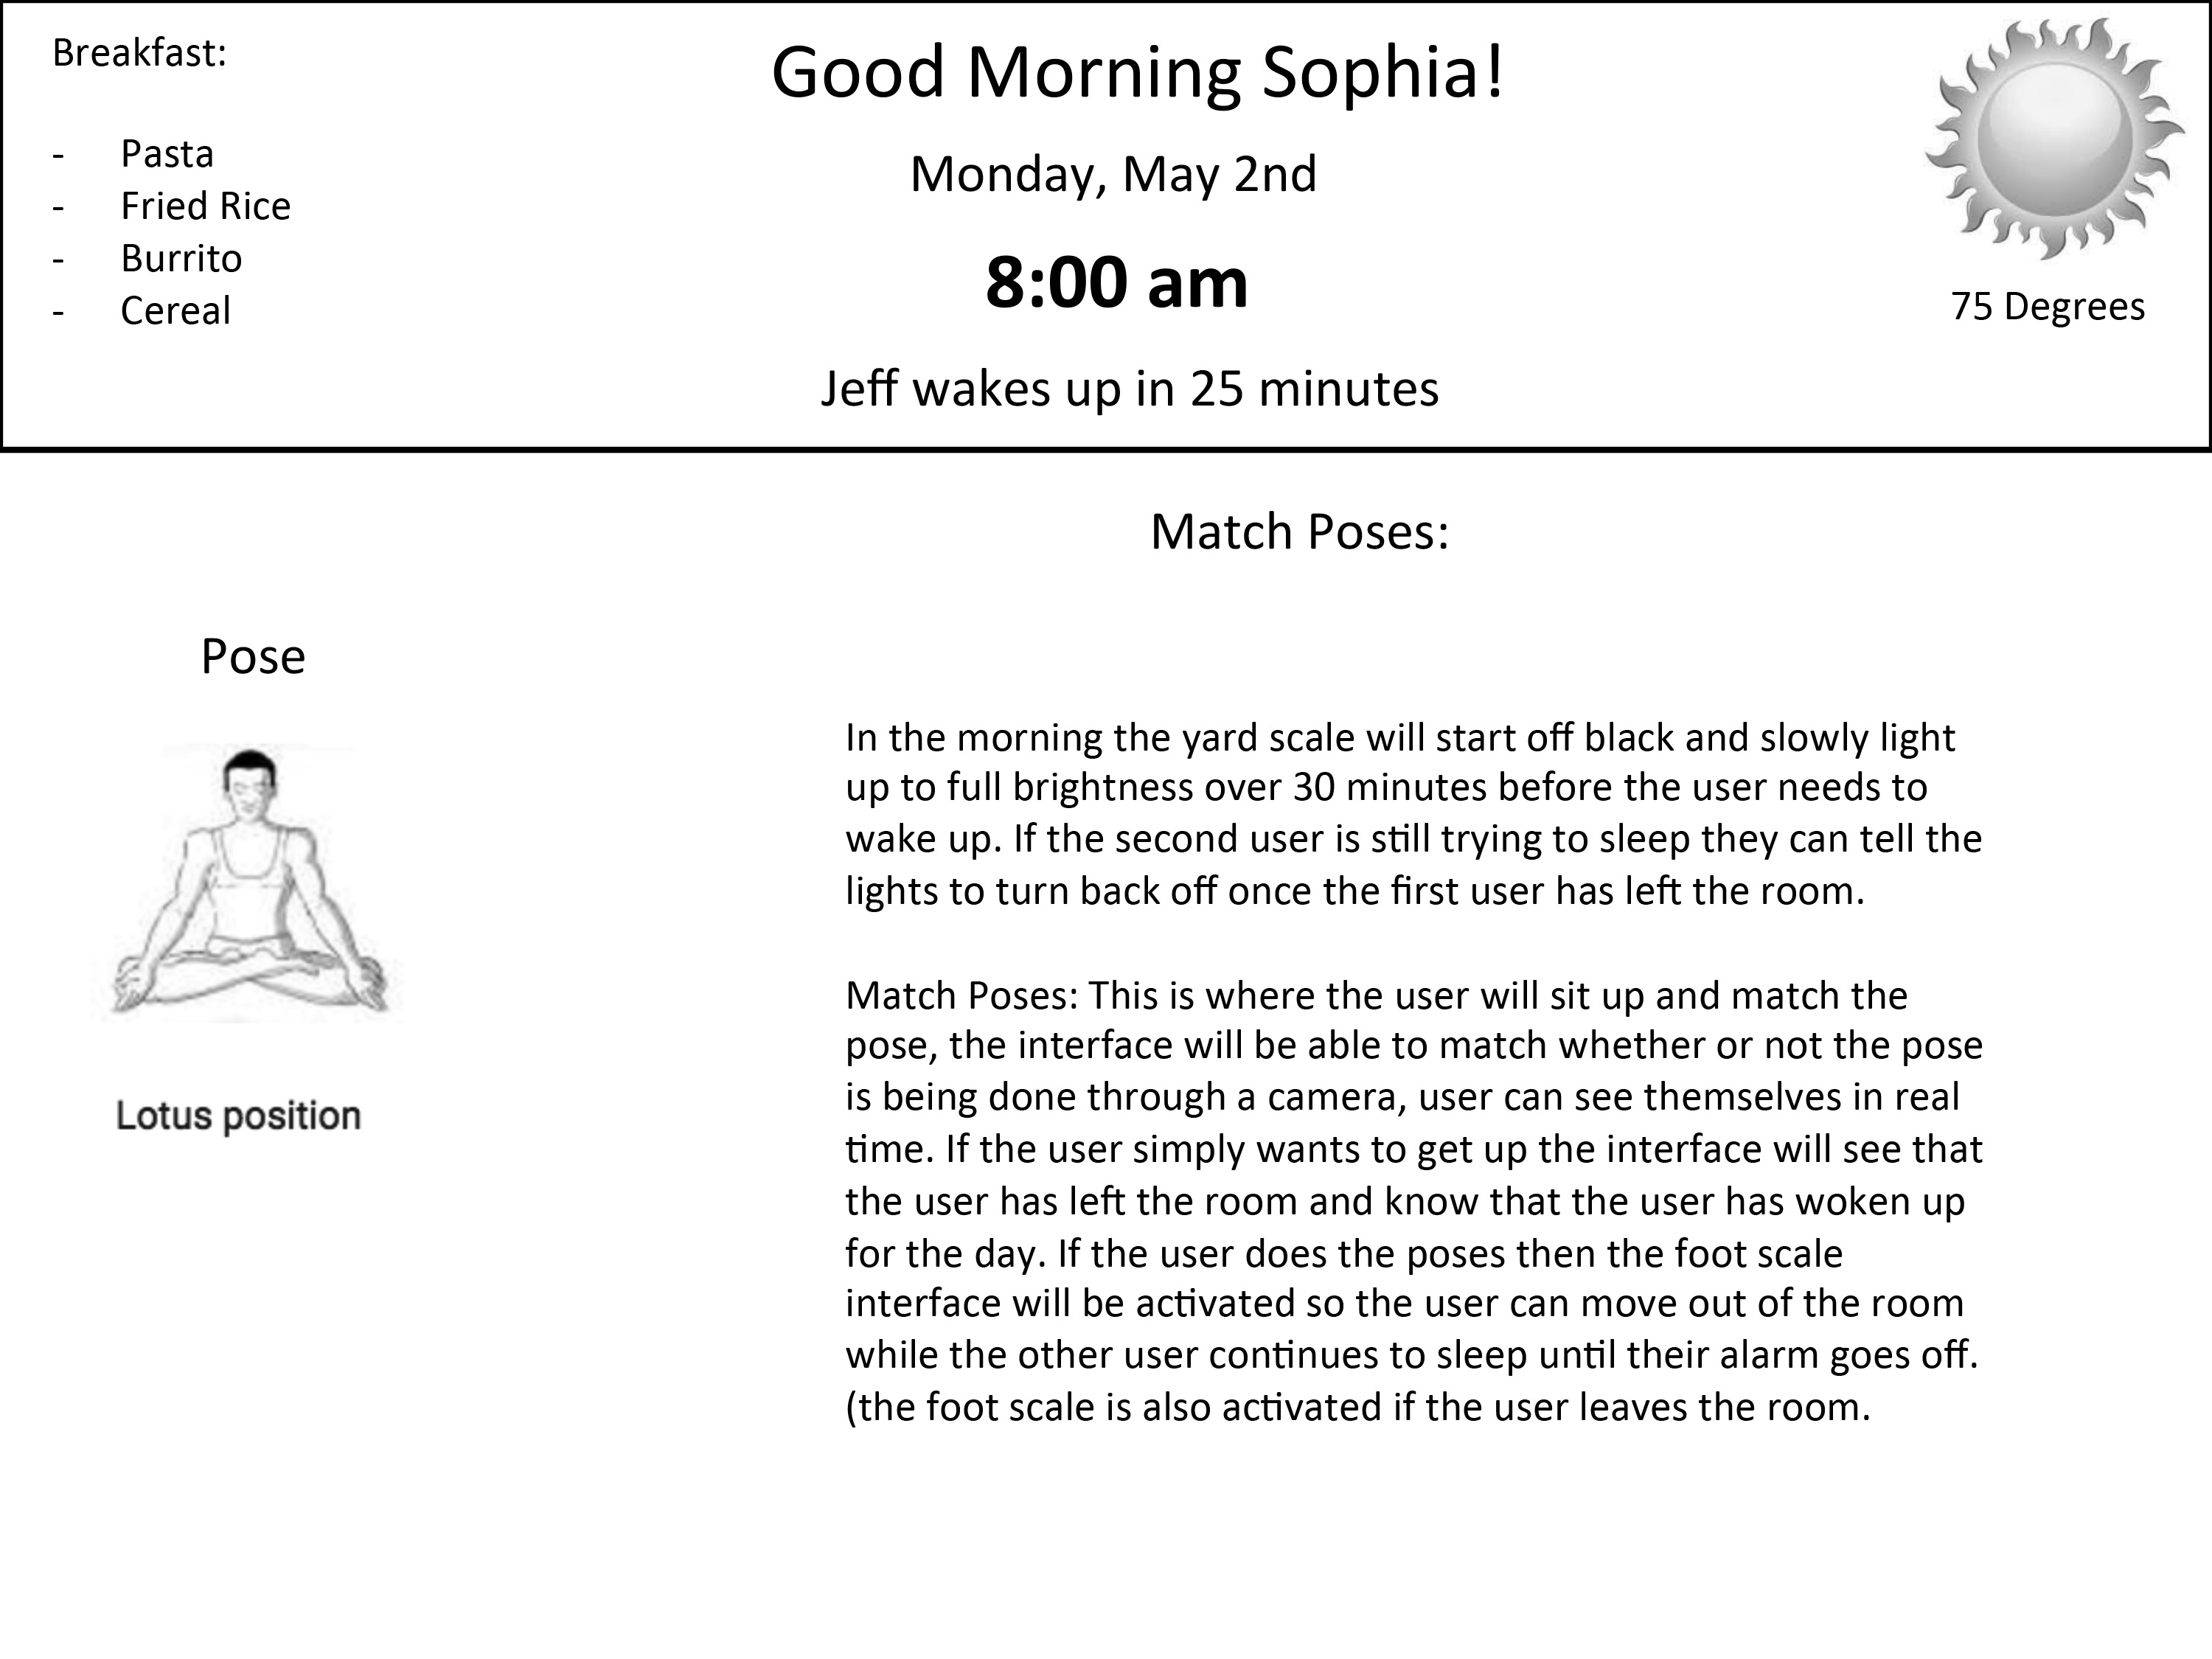 Breakfast:
- Pasta
- Fried Rice
- Burrito
- Cereal
Good Morning Sophia!
Monday, May 2nd
8:00 am
Jeff wakes up in 25 minutes
75 Degrees
Match Poses:
Pose
Lotus position
In the morning the yard scale will start off black and slowly light
up to full brightness over 30 minutes before the user needs to
wake up. If the second user is still trying to sleep they can tell the
lights to turn back off once the first user has left the room.
Match Poses: This is where the user will sit up and match the
pose, the interface will be able to match whether or not the pose
is being done through a camera, user can see themselves in real
time. If the user simply wants to get up the interface will see that
the user has left the room and know that the user has woken up
for the day. If the user does the poses then the foot scale
interface will be activated so the user can move out of the room
while the other user continues to sleep until their alarm goes off.
(the foot scale is also activated if the user leaves the room.